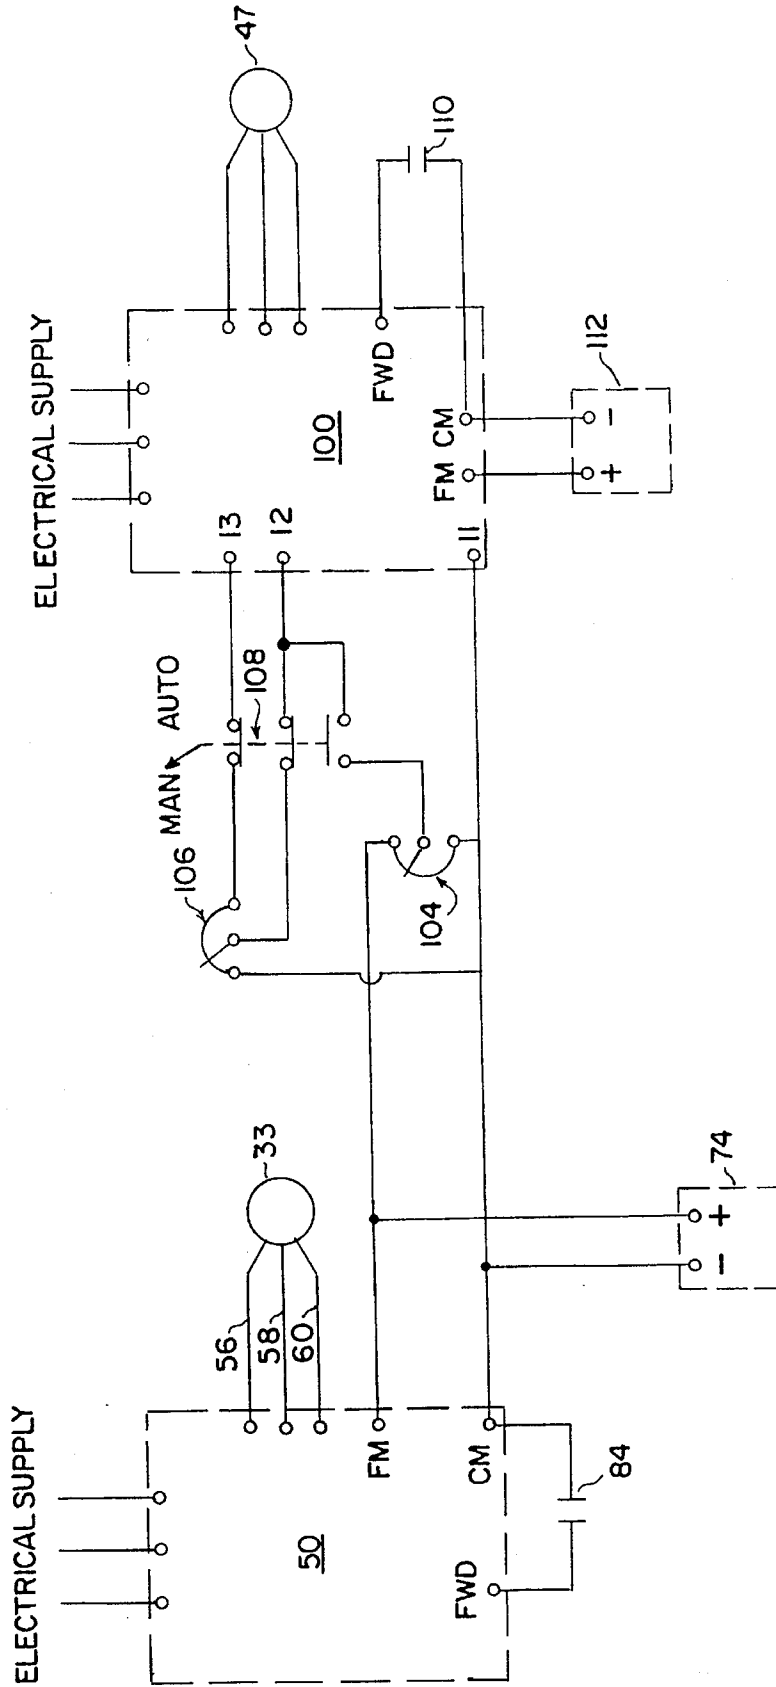 ELECTRICAL SUPPLY
56
58
60
33
50
FM
CM
FWD
84
- +
74
ELECTRICAL SUPPLY
106
MAN
AUTO
108
13
12
11
104
100
FWD
FM CM
47
110
+ -
112